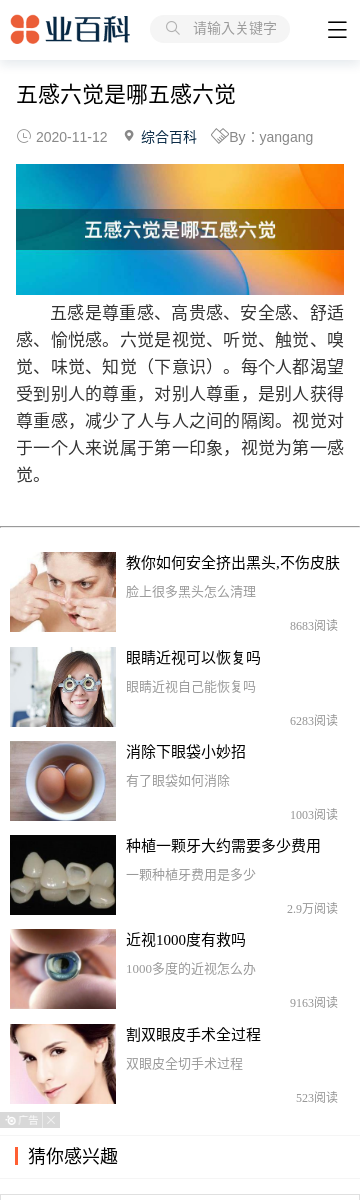 业百科
请输入关键字
五感六觉是哪五感六觉
2020-11-12 综合百科 By：yangang
五感六觉是哪五感六觉
五感是尊重感、高贵感、安全感、舒适
感、愉悦感。六觉是视觉、听觉、触觉、嗅
觉、味觉、知觉（下意识）。每个人都渴望
受到别人的尊重，对别人尊重，是别人获得
尊重感，减少了人与人之间的隔阂。视觉对
于一个人来说属于第一印象，视觉为第一感
觉。
教你如何安全挤出黑头,不伤皮肤
脸上很多黑头怎么清理
8683阅读
眼睛近视可以恢复吗
眼睛近视自己能恢复吗
6283阅读
消除下眼袋小妙招
有了眼袋如何消除
1003阅读
种植一颗牙大约需要多少费用
一颗种植牙费用是多少
2.9万阅读
近视1000度有救吗
1000多度的近视怎么办
9163阅读
割双眼皮手术全过程
双眼皮全切手术过程
523阅读
广告
猜你感兴趣